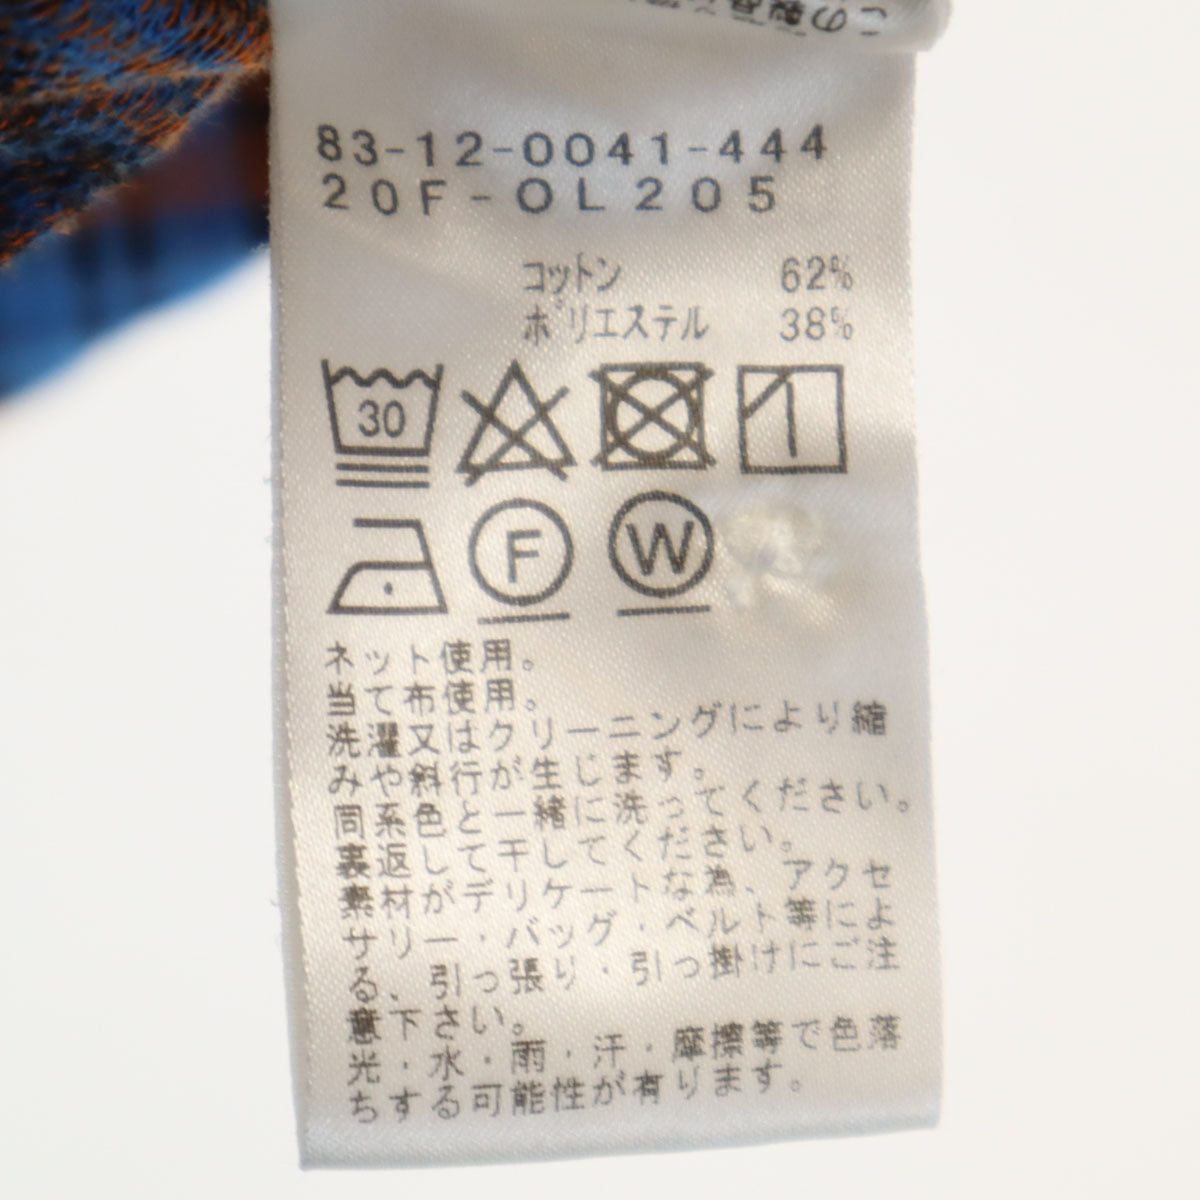 この製品
83-12-0041-444
20F-OL205
コットン 62%
ポリエステル 38%
30
F W
ネット使用。
当て布使用。
洗濯又はクリーニングにより縮
みや斜行が生じます。
同系色と一緒に洗ってください。
裏返して干してください。
素材がデリケートな為、アクセ
サリー・バッグ・ベルト等によ
る、引っ張り・引っ掛けにご注
意下さい。
光・水・雨・汗・摩擦等で色落
ちする可能性が有ります。